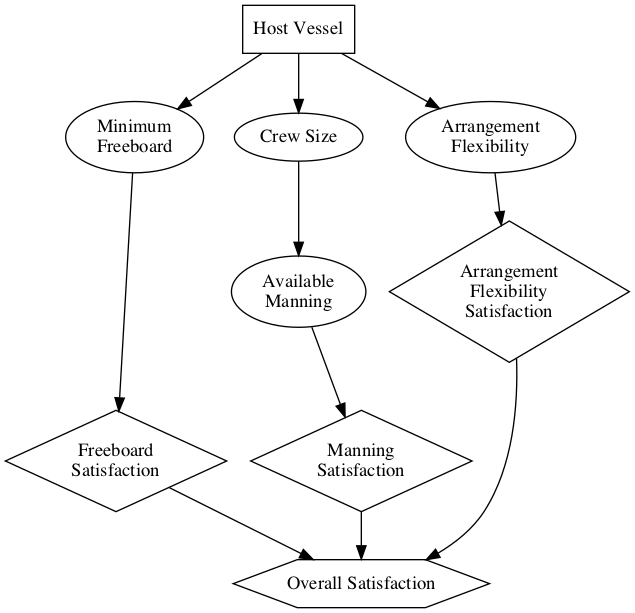 Host Vessel
Minimum
Freeboard
Crew Size
Arrangement
Flexibility
Available
Manning
Arrangement
Flexibility
Satisfaction
Freeboard
Satisfaction
Manning
Satisfaction
Overall Satisfaction